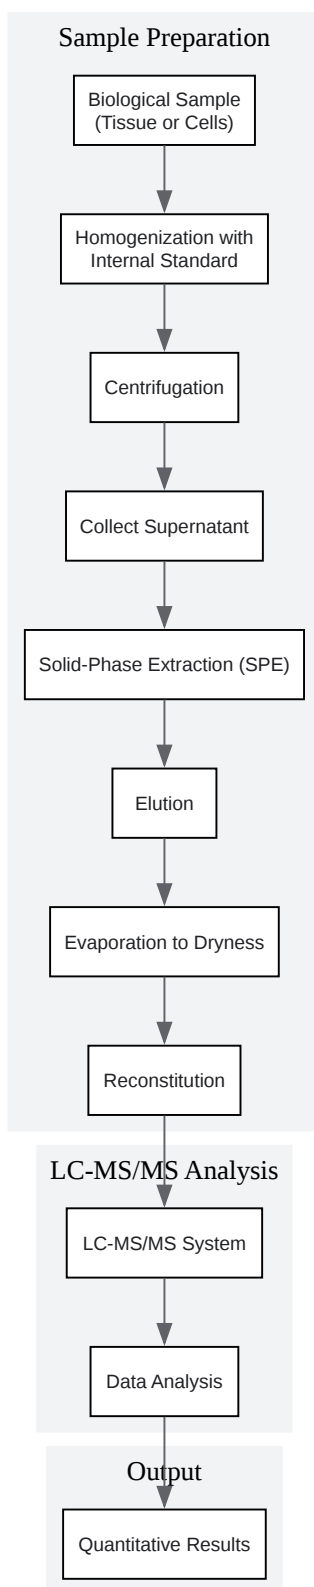 Sample Preparation
Biological Sample
(Tissue or Cells)
Homogenization with
Internal Standard
Centrifugation
Collect Supernatant
Solid-Phase Extraction (SPE)
Elution
Evaporation to Dryness
Reconstitution
LC-MS/MS Analysis
LC-MS/MS System
Data Analysis
Output
Quantitative Results